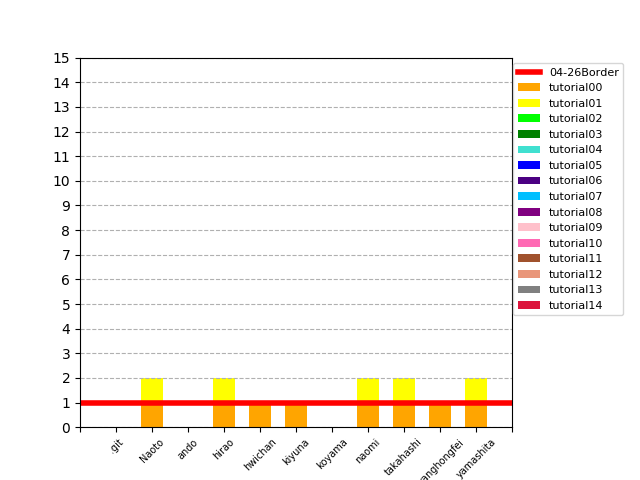 15
14
13
12
11
10
9
8
7
6
5
4
3
2
1
0
.git
Naoto
ando
hirao
hwichan
kiyuna
koyama
naomi
takahashi
anghongfei
yamashita
04-26Border
tutorial00
tutorial01
tutorial02
tutorial03
tutorial04
tutorial05
tutorial06
tutorial07
tutorial08
tutorial09
tutorial10
tutorial11
tutorial12
tutorial13
tutorial14